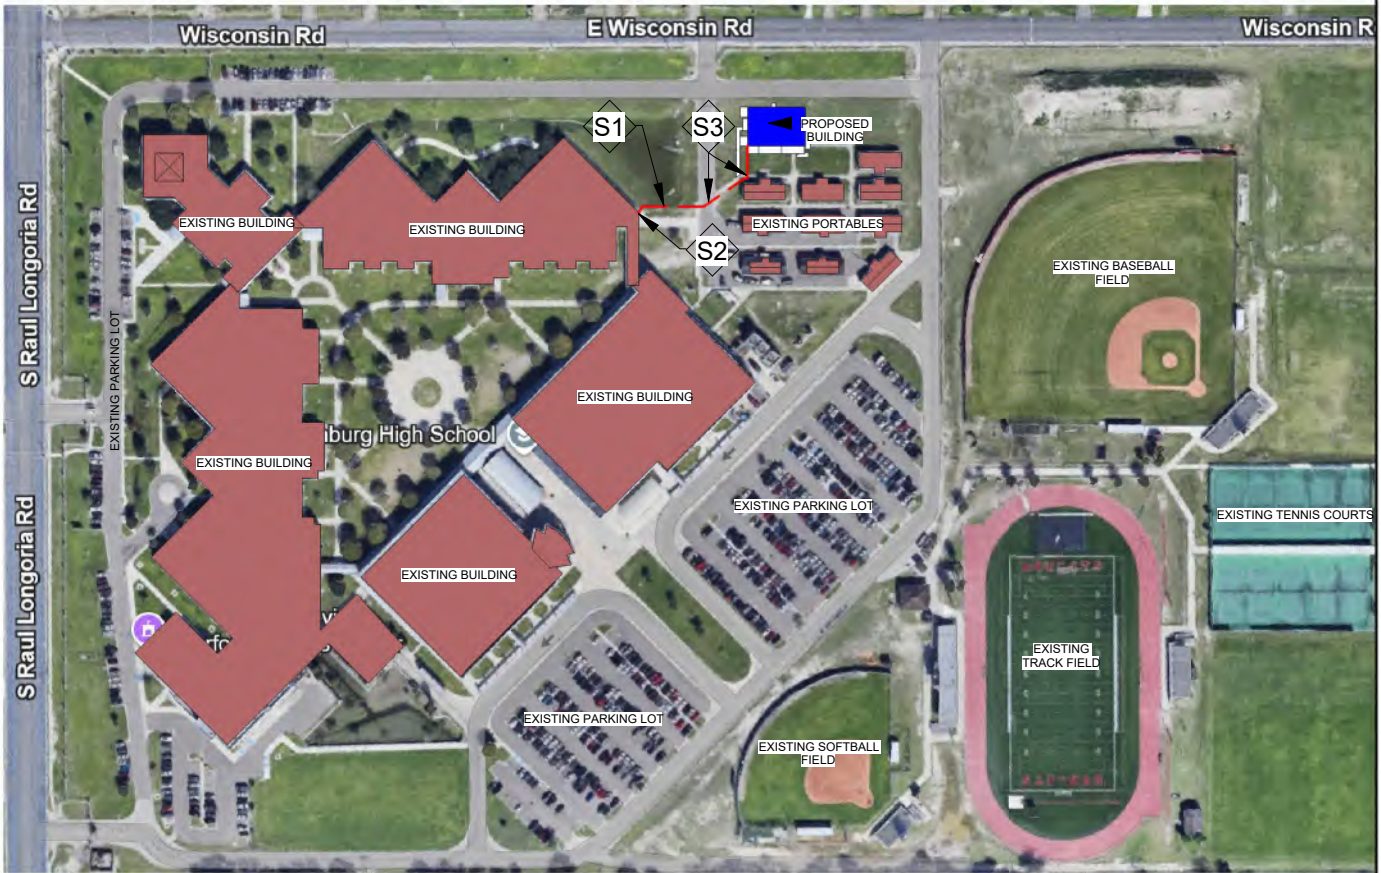 Wisconsin Rd
E Wisconsin Rd
Wisconsin R
S1
S3
PROPOSED
BUILDING
S Raul Longoria Rd
EXISTING BUILDING
EXISTING BUILDING
EXISTING PORTABLES
S2
EXISTING BASEBALL
FIELD
EXISTING PARKING LOT
EXISTING BUILDING
High School
EXISTING BUILDING
EXISTING PARKING LOT
EXISTING TENNIS COURTS
S Raul Longoria Rd
EXISTING BUILDING
EXISTING
TRACK FIELD
EXISTING PARKING LOT
EXISTING SOFTBALL
FIELD